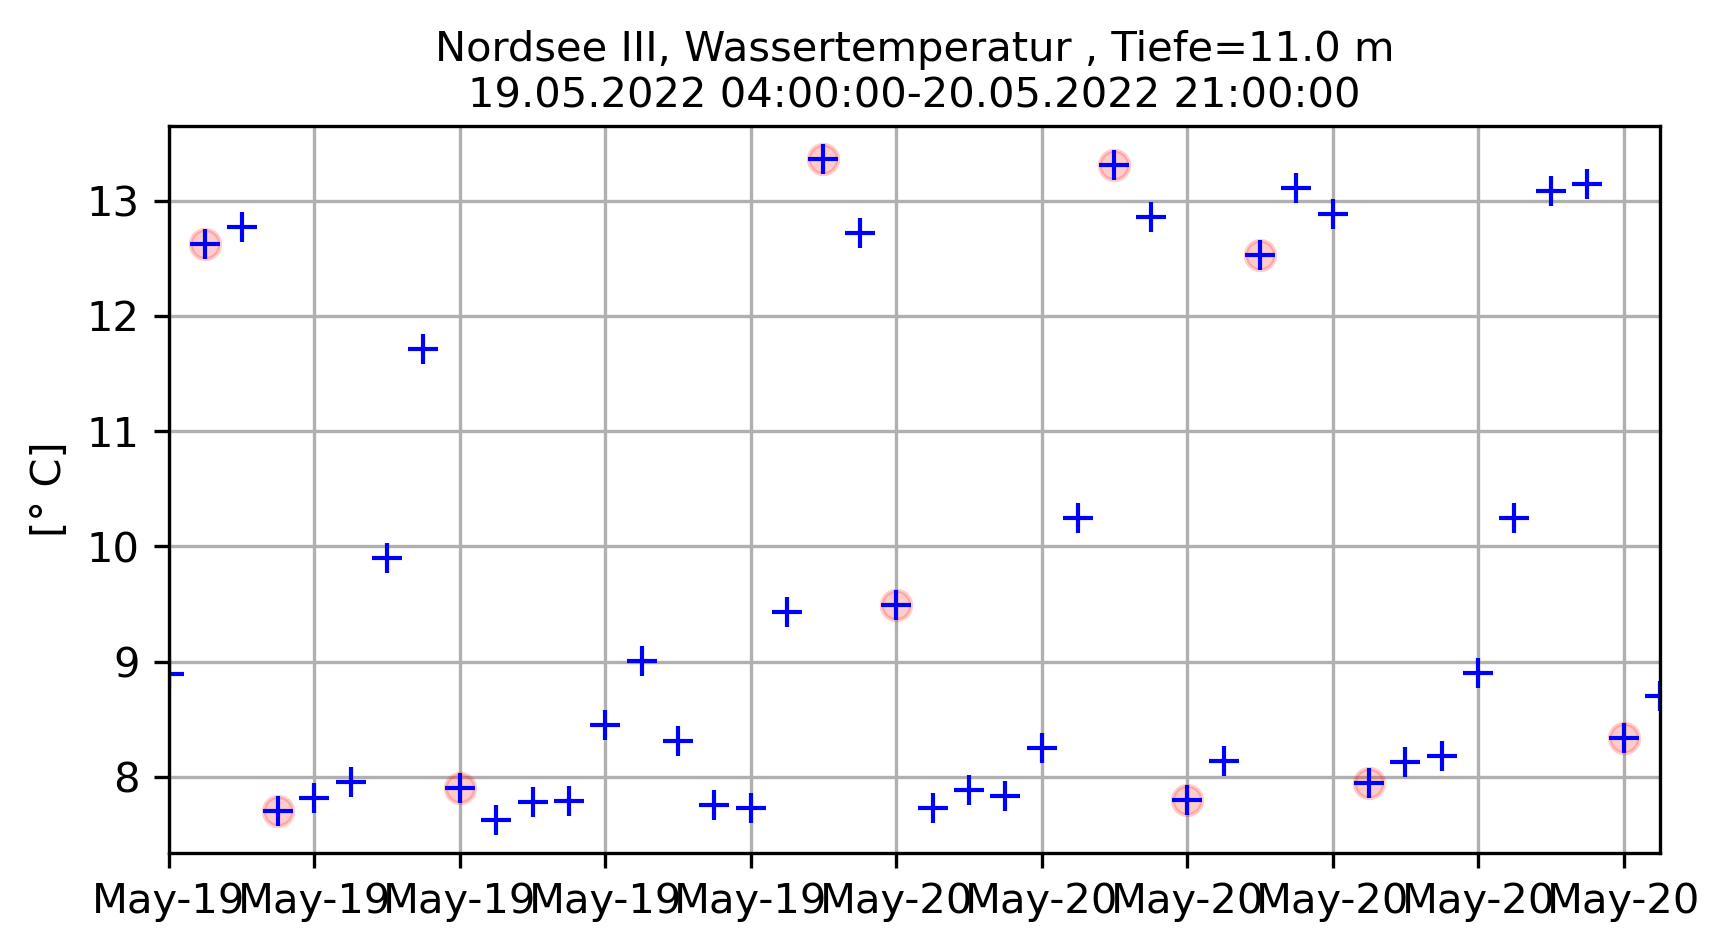 Nordsee III, Wassertemperatur , Tiefe=11.0 m
19.05.2022 04:00:00-20.05.2022 21:00:00
[° C]
13
12
11
10
9
8
May-19 May-19 May-19 May-19 May-19 May-20 May-20 May-20 May-20 May-20 May-20